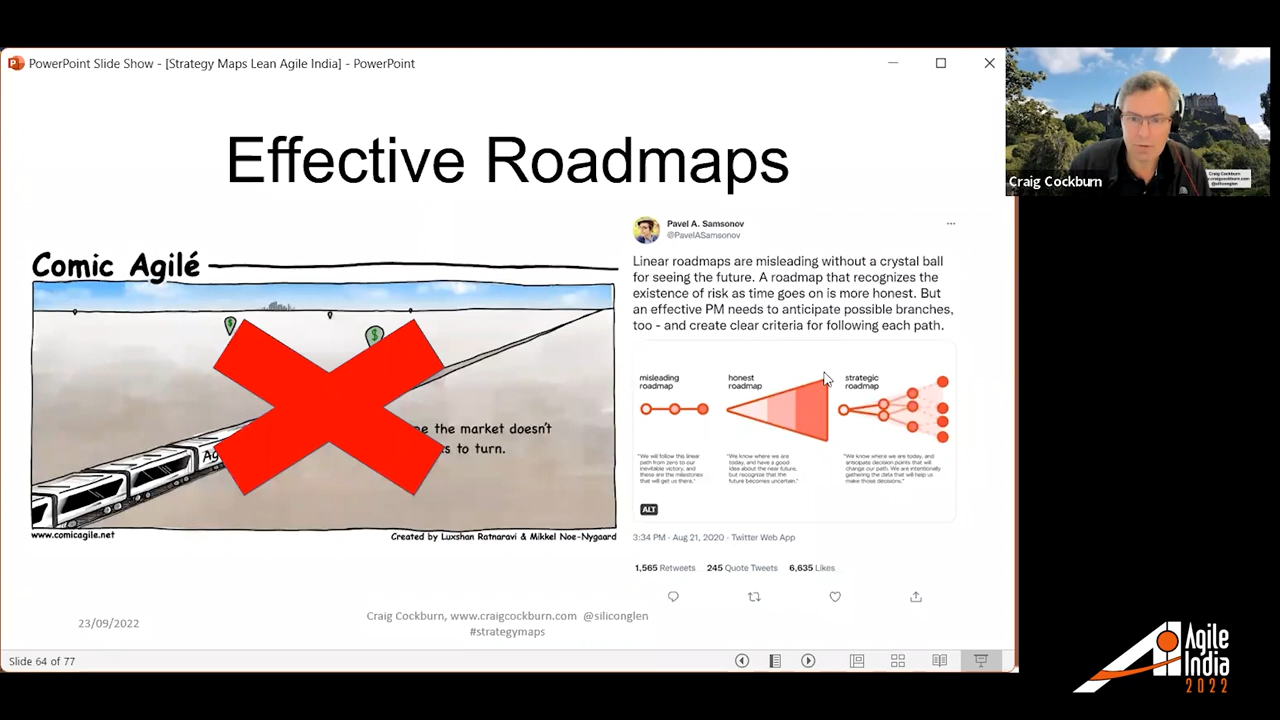 PowerPoint Slide Show - [Strategy Maps Lean Agile India] - PowerPoint
Effective Roadmaps
Comic Agilé
the market doesn't
to turn.
www.comicagile.net
Created by Luxshan Ratnaravi & Mikkel Noe-Nygaard
Pavel A. Samsonov
@PavelASamsonov
Linear roadmaps are misleading without a crystal ball
for seeing the future. A roadmap that recognizes the
existence of risk as time goes on is more honest. But
an effective PM needs to anticipate possible branches,
too - and create clear criteria for following each path.
misleading
roadmap
honest
roadmap
strategic
roadmap
"We will follow this linear
path from zero to our
inevitable victory, and
these are the milestones
that will get us there."
"We know where we are
today, and have a good
idea about the near future,
but recognize that the
future becomes uncertain."
"We know where we are today, and
anticipate decision points that
will change our path. We are intentionally
gathering the data that will help us
make those decisions."
ALT
3:34 PM · Aug 21, 2020 · Twitter Web App
1,565 Retweets 245 Quote Tweets 6,635 Likes
23/09/2022
Craig Cockburn, www.craigcockburn.com @siliconglen
#strategymaps
Slide 64 of 77
Craig Cockburn
Craig Cockburn
craigcockburn.com
@siliconglen
Agile
India
2022